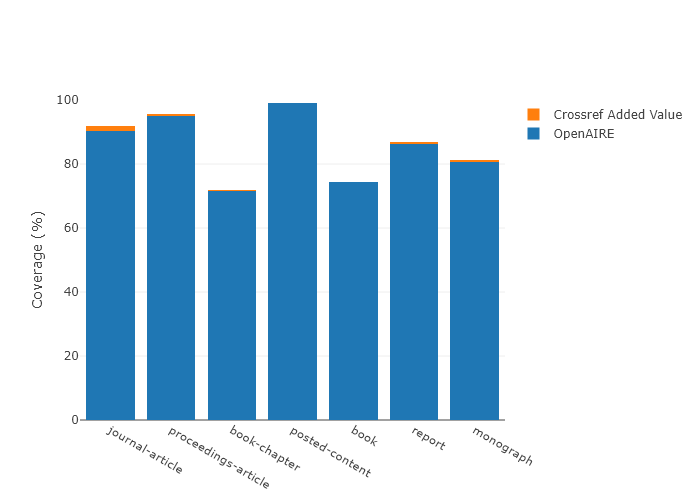 100
80
60
40
20
0
Coverage (%)
journal-article
proceedings-article
book-chapter
posted-content
book
report
monograph
Crossref Added Value
OpenAIRE